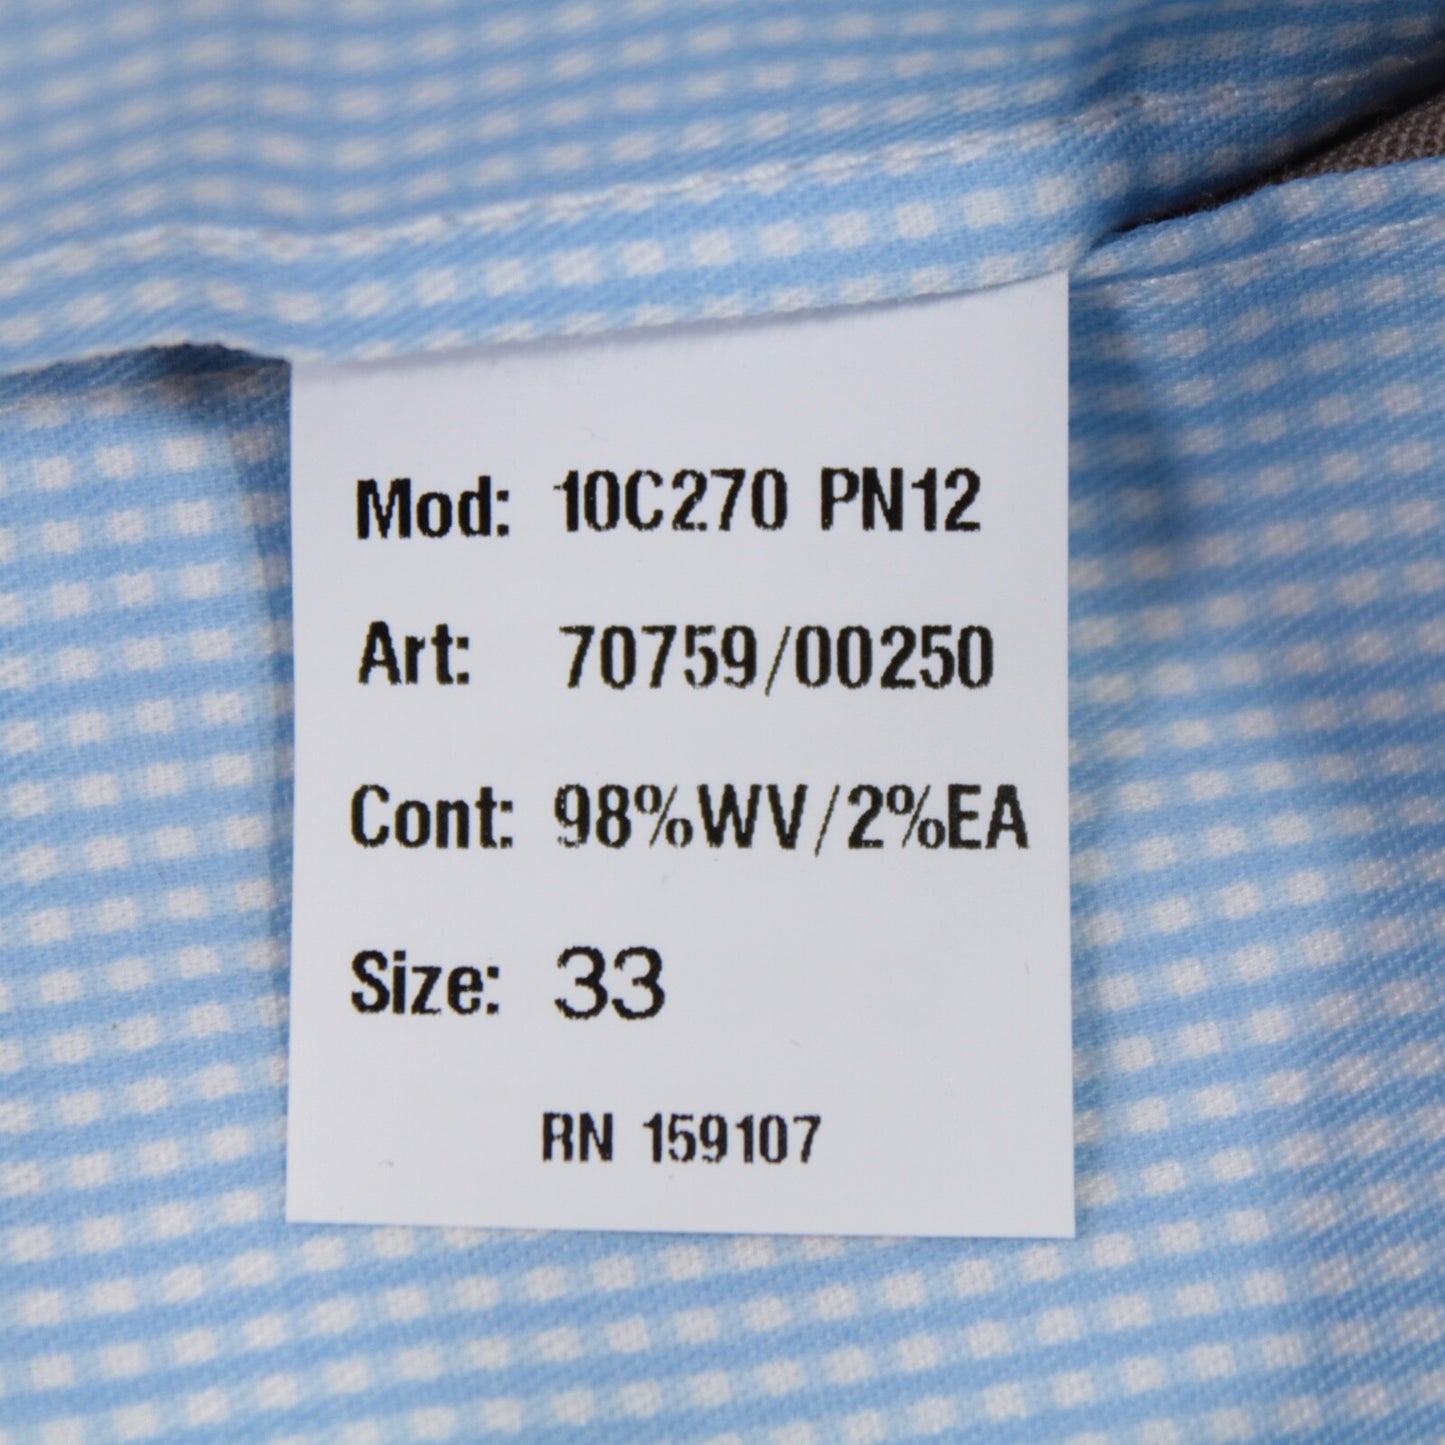 Mod: 10C270 PN12
Art: 70759/00250
Cont: 98%WV/2%EA
Size: 33
RN 159107